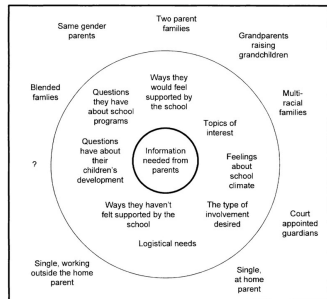 Same gender
parents
Two parent
families
Grandparents
raising
grandchildren
Blended
famlies
Multi-
racial
families
?
Court
appointed
guardians
Single, working
outside the home
parent
Single,
at home
parent
Questions
they have
about school
programs
Ways they
would feel
supported by
the school
Topics of
interest
Questions
have about
their
children's
development
Information
needed from
parents
Feelings
about
school
climate
Ways they haven't
felt supported by the
school
The type of
involvement
desired
Logistical needs